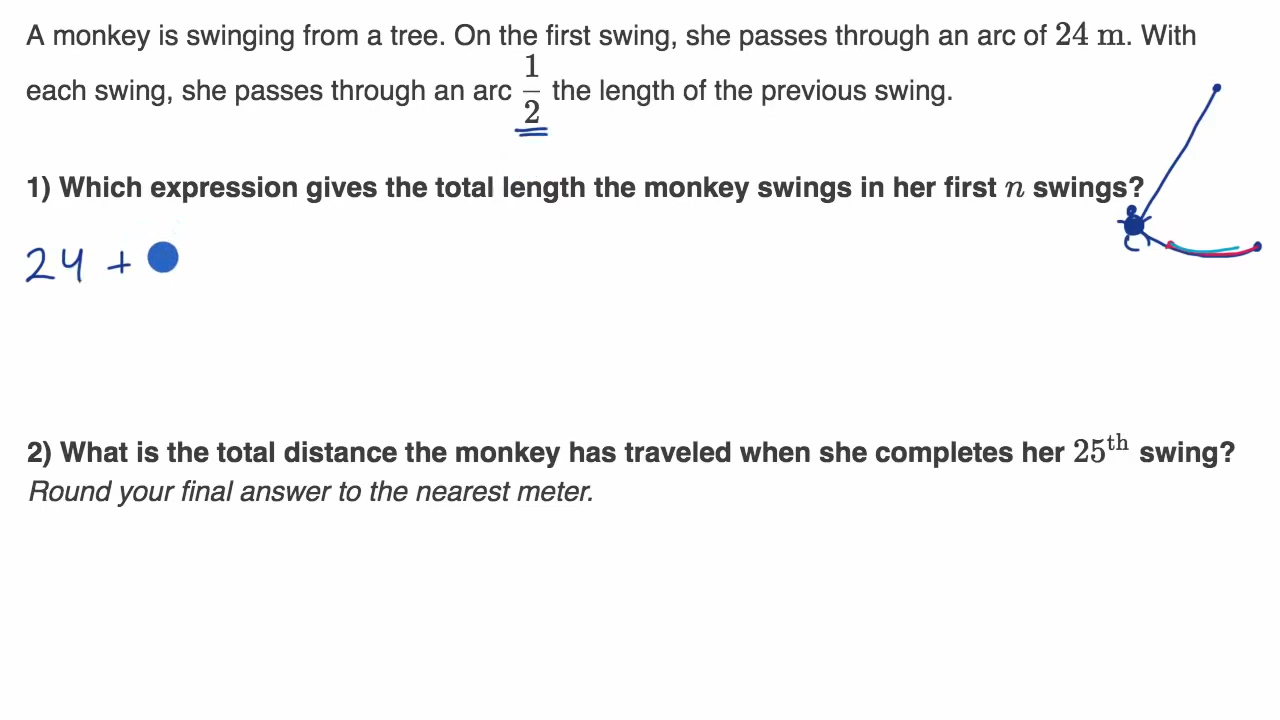 A monkey is swinging from a tree. On the first swing, she passes through an arc of 24 m. With
each swing, she passes through an arc 1/2 the length of the previous swing.
1) Which expression gives the total length the monkey swings in her first n swings?
24 +
2) What is the total distance the monkey has traveled when she completes her 25th swing?
Round your final answer to the nearest meter.